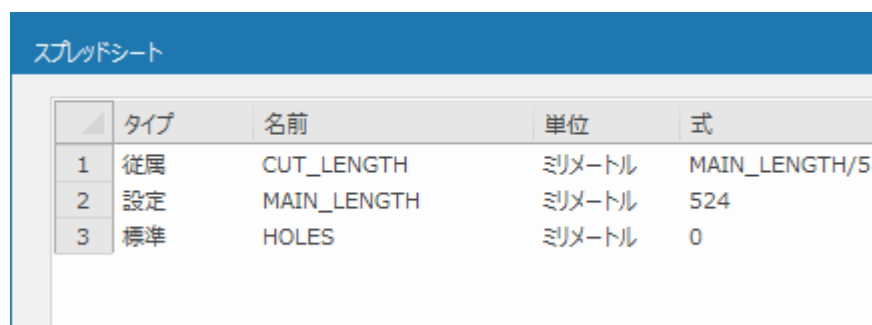 スプレッドシート
タイプ 名前 単位 式
1 従属 CUT_LENGTH ミリメートル MAIN_LENGTH/5
2 設定 MAIN_LENGTH ミリメートル 524
3 標準 HOLES ミリメートル 0